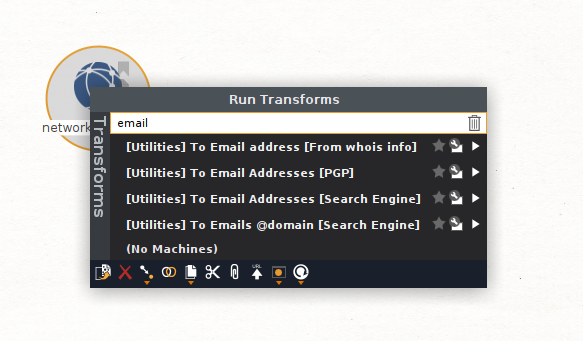 Run Transforms
network
Transforms
email
[Utilities] To Email address [From whois info]
[Utilities] To Email Addresses [PGP]
[Utilities] To Email Addresses [Search Engine]
[Utilities] To Emails @domain [Search Engine]
(No Machines)
URL